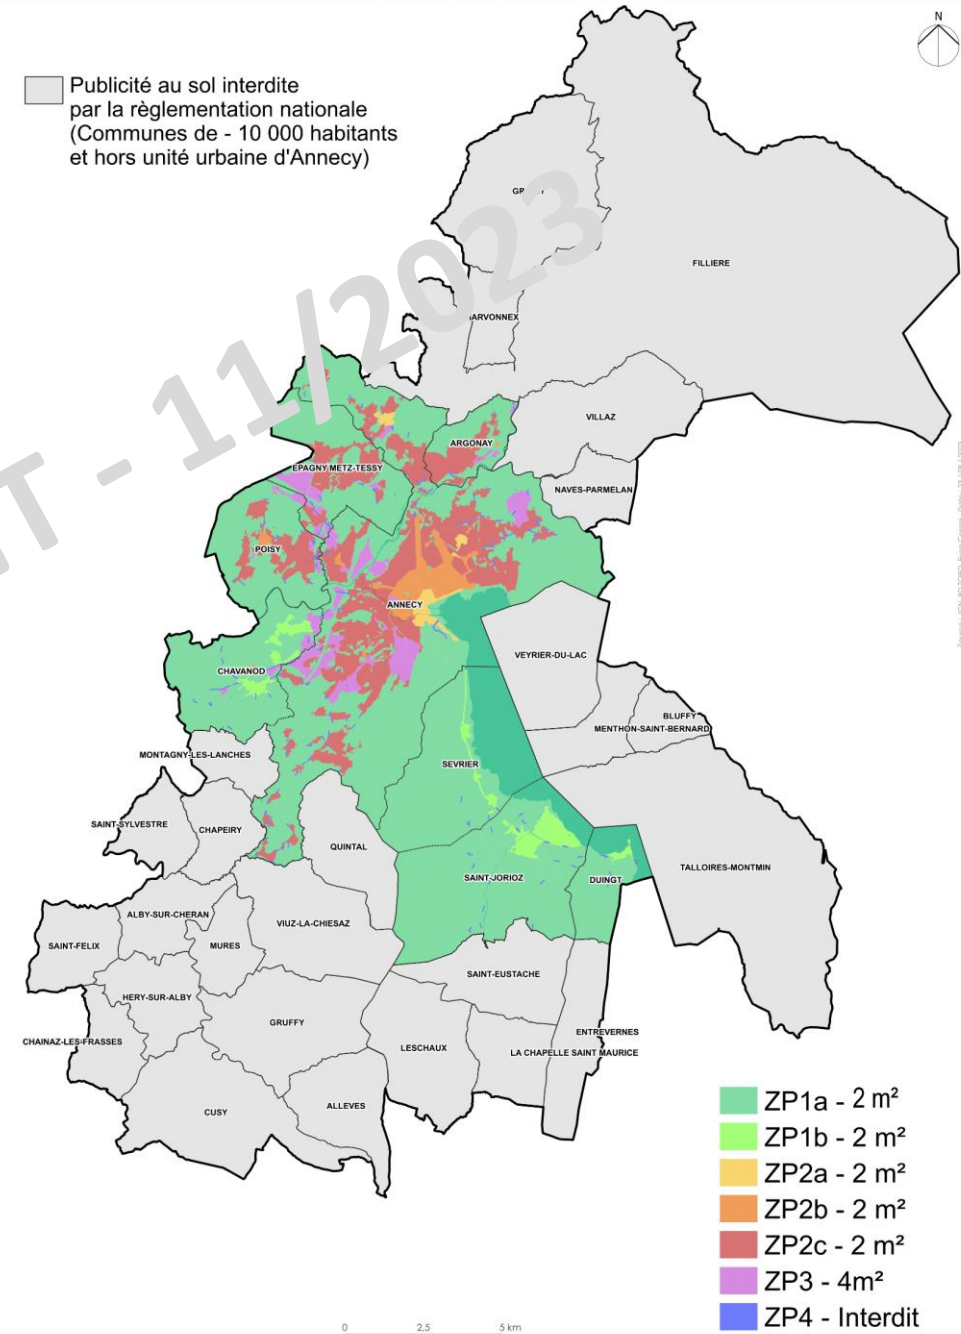 N
Publicité au sol interdite
par la règlementation nationale
(Communes de - 10 000 habitants
et hors unité urbaine d'Annecy)
FILLIERE
ARVONNEX
T - 11/2023
VILLAZ
ARGONAY
EPAGNY METZ-TESSY
NAVES-PARMELAN
POISY
ANNECY
VEYRIER-DU-LAC
CHAVANOD
BLUFFY
MENTHON-SAINT-BERNARD
MONTAGNY-LES-LANCHES
SEVRIER
SAINT-SYLVESTRE
CHAPEIRY
QUINTAL
TALLOIRES-MONTMIN
SAINT-JORIOZ
DUINGT
ALBY-SUR-CHERAN
VIUZ-LA-CHIESAZ
SAINT-FELIX
MURES
SAINT-EUSTACHE
HERY-SUR-ALBY
GRUFFY
ENTREVERNES
CHAINAZ-LES-FRASSES
LESCHAUX
LA CHAPELLE SAINT MAURICE
ALLEVES
CUSY
ZP1a - 2 m²
ZP1b - 2 m²
ZP2a - 2 m²
ZP2b - 2 m²
ZP2c - 2 m²
ZP3 - 4m²
ZP4 - Interdit
0 2,5 5 km